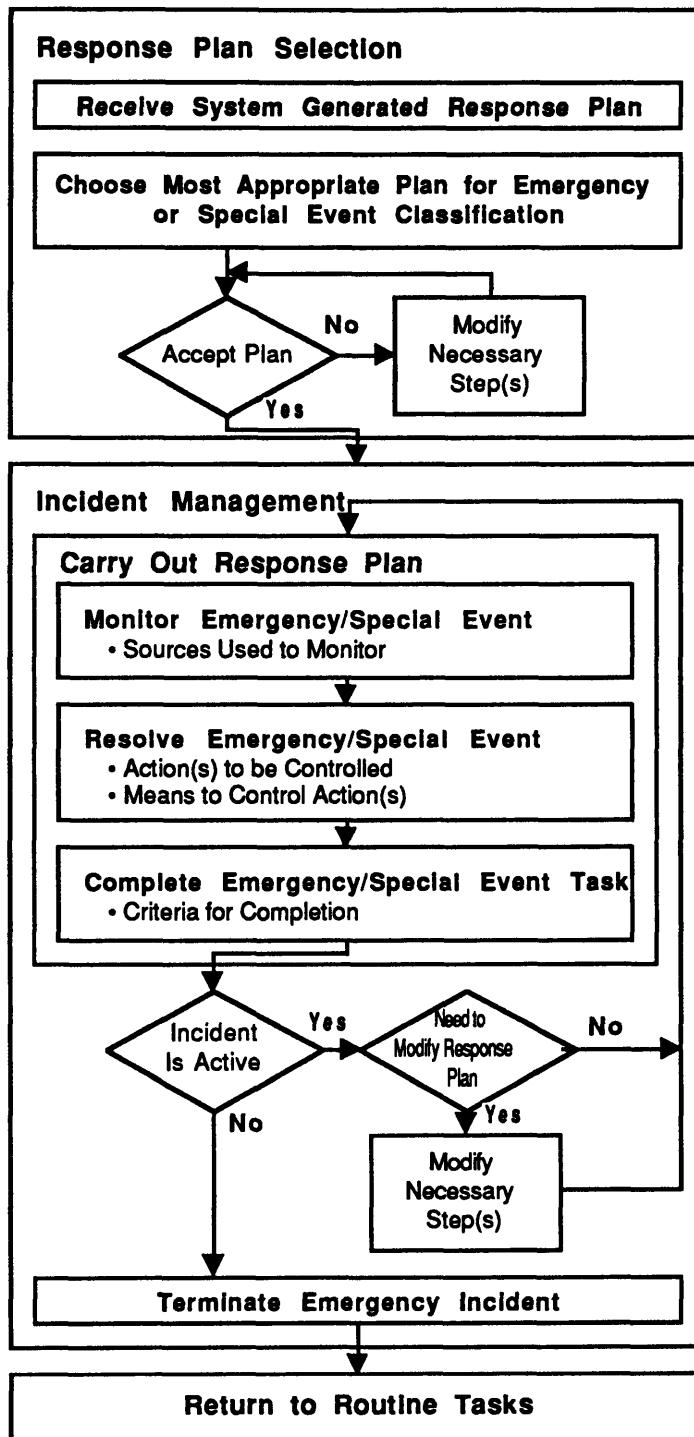 Response Plan Selection
Receive System Generated Response Plan
Choose Most Appropriate Plan for Emergency
or Special Event Classification
Accept Plan
No
Modify
Necessary
Step(s)
Yes
Incident Management
Carry Out Response Plan
Monitor Emergency/Special Event
• Sources Used to Monitor
Resolve Emergency/Special Event
• Action(s) to be Controlled
• Means to Control Action(s)
Complete Emergency/Special Event Task
• Criteria for Completion
Incident
Is Active
Yes
Need to
Modify Response
Plan
No
No
Yes
Modify
Necessary
Step(s)
Terminate Emergency Incident
Return to Routine Tasks